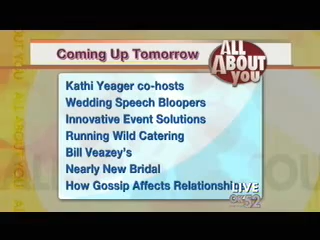 Coming Up Tomorrow
ALL ABOUT YOU
Kathi Yeager co-hosts
Wedding Speech Bloopers
Innovative Event Solutions
Running Wild Catering
Bill Veazey's
Nearly New Bridal
How Gossip Affects Relationship
LIVE
52